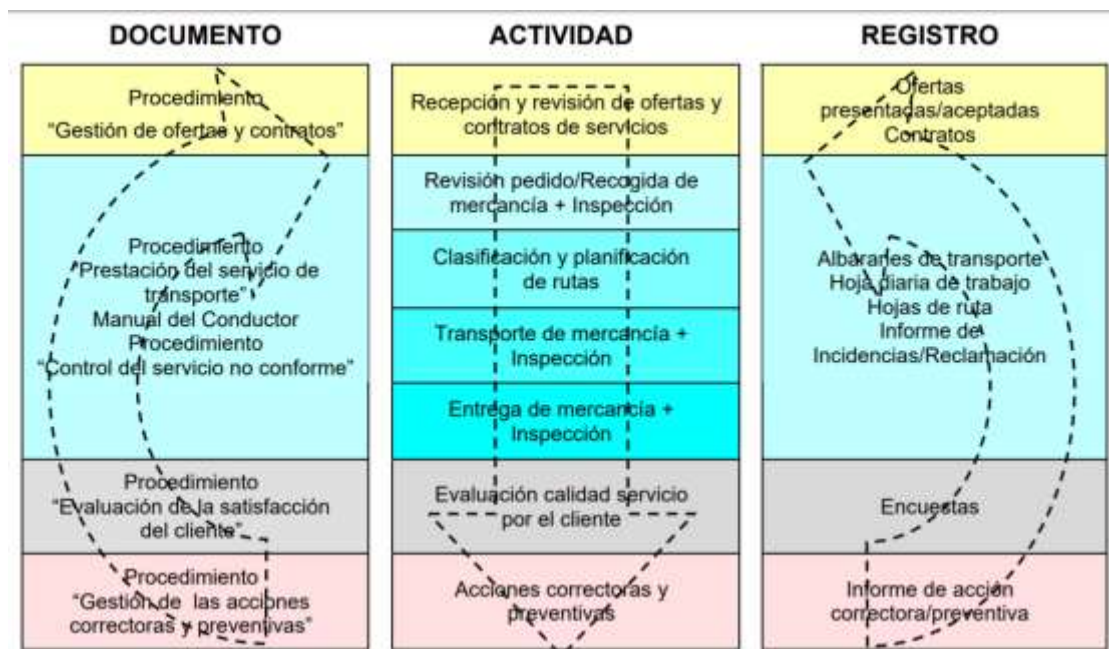 DOCUMENTO
ACTIVIDAD
REGISTRO
Procedimiento
“Gestión de ofertas y contratos”
Recepción y revisión de ofertas y
contratos de servicios
Ofertas
presentadas/aceptadas
Contratos
Procedimiento
“Prestación del servicio de
transporte”
Manual del Conductor
Procedimiento
“Control del servicio no conforme”
Revisión pedido/Recogida de
mercancía + Inspección
Clasificación y planificación
de rutas
Transporte de mercancía +
Inspección
Entrega de mercancía +
Inspección
Albaranes de transporte
Hoja diaria de trabajo
Hojas de ruta
Informe de
Incidencias/Reclamación
Procedimiento
“Evaluación de la satisfacción
del cliente”
Evaluación calidad servicio
por el cliente
Encuestas
Procedimiento
“Gestión de las acciones
correctoras y preventivas”
Acciones correctoras y
preventivas
Informe de acción
correctora/preventiva